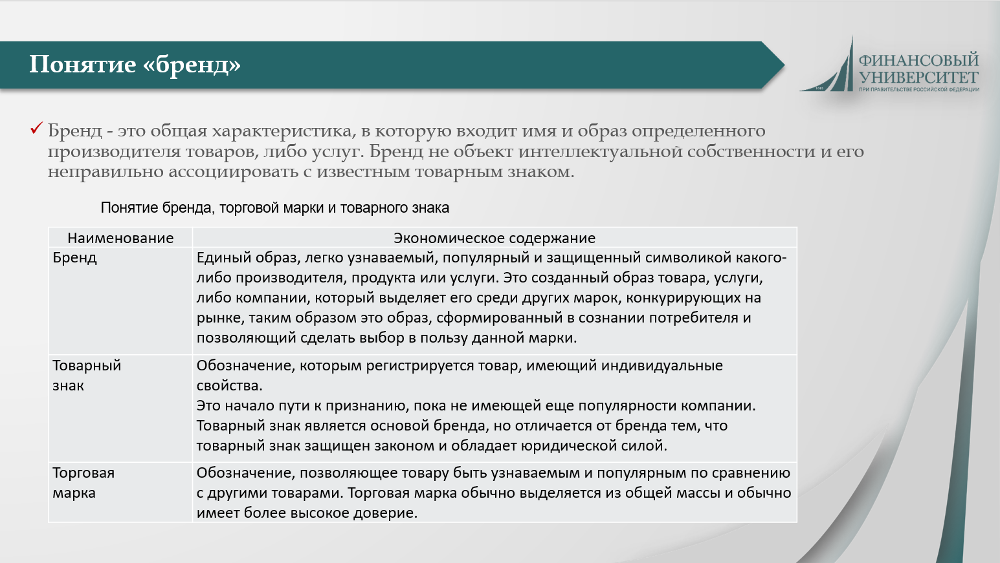 Понятие «бренд»
ФИНАНСОВЫЙ
УНИВЕРСИТЕТ
ПРИ ПРАВИТЕЛЬСТВЕ РОССИЙСКОЙ ФЕДЕРАЦИИ
Бренд - это общая характеристика, в которую входит имя и образ определенного
производителя товаров, либо услуг. Бренд не объект интеллектуальной собственности и его
неправильно ассоциировать с известным товарным знаком.
Понятие бренда, торговой марки и товарного знака
Наименование
Экономическое содержание
Бренд
Единый образ, легко узнаваемый, популярный и защищенный символикой какого-
либо производителя, продукта или услуги. Это созданный образ товара, услуги,
либо компании, который выделяет его среди других марок, конкурирующих на
рынке, таким образом это образ, сформированный в сознании потребителя и
позволяющий сделать выбор в пользу данной марки.
Товарный
знак
Обозначение, которым регистрируется товар, имеющий индивидуальные
свойства.
Это начало пути к признанию, пока не имеющей еще популярности компании.
Товарный знак является основой бренда, но отличается от бренда тем, что
товарный знак защищен законом и обладает юридической силой.
Торговая
марка
Обозначение, позволяющее товару быть узнаваемым и популярным по сравнению
с другими товарами. Торговая марка обычно выделяется из общей массы и обычно
имеет более высокое доверие.